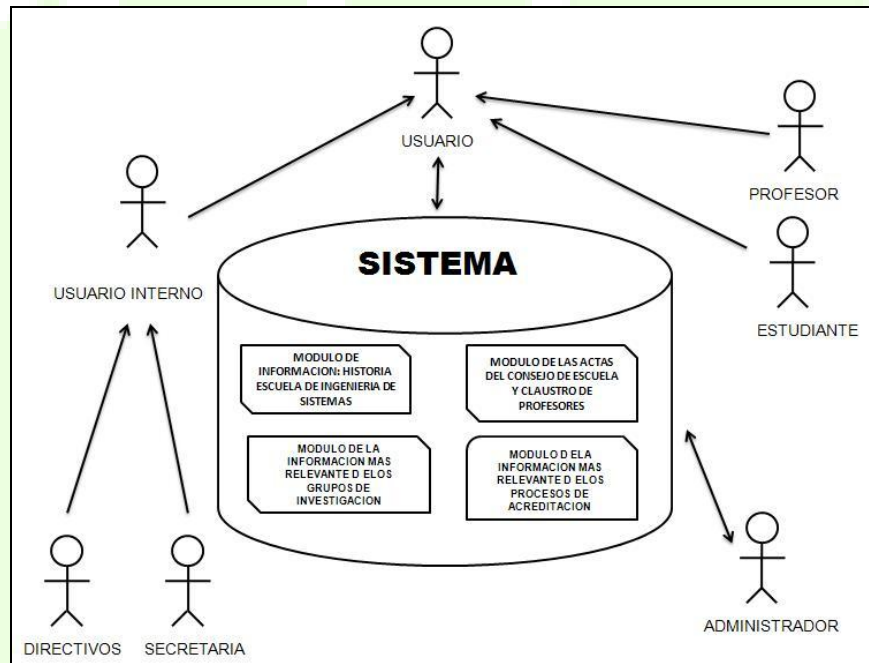 USUARIO
PROFESOR
USUARIO INTERNO
SISTEMA
ESTUDIANTE
MODULO DE
INFORMACION: HISTORIA
ESCUELA DE INGENIERIA DE
SISTEMAS
MODULO DE LAS ACTAS
DEL CONSEJO DE ESCUELA
Y CLAUSTRO DE
PROFESORES
MODULO DE LA
INFORMACION MAS
RELEVANTE D ELOS
GRUPOS DE
INVESTIGACION
MODULO D ELA
INFORMACION MAS
RELEVANTE D ELOS
PROCESOS DE
ACREDITACION
ADMINISTRADOR
DIRECTIVOS
SECRETARIA